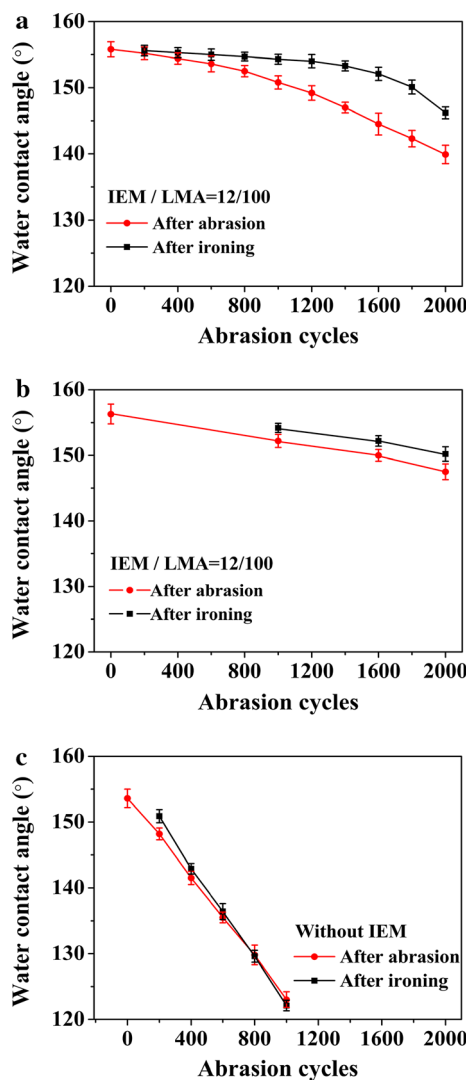 a
Water contact angle (°)
160
150
140
130
120
IEM / LMA=12/100
After abrasion
After ironing
0 400 800 1200 1600 2000
Abrasion cycles
b
Water contact angle (°)
160
150
140
130
120
IEM / LMA=12/100
After abrasion
After ironing
0 400 800 1200 1600 2000
Abrasion cycles
c
Water contact angle (°)
160
150
140
130
120
Without IEM
After abrasion
After ironing
0 400 800 1200 1600 2000
Abrasion cycles